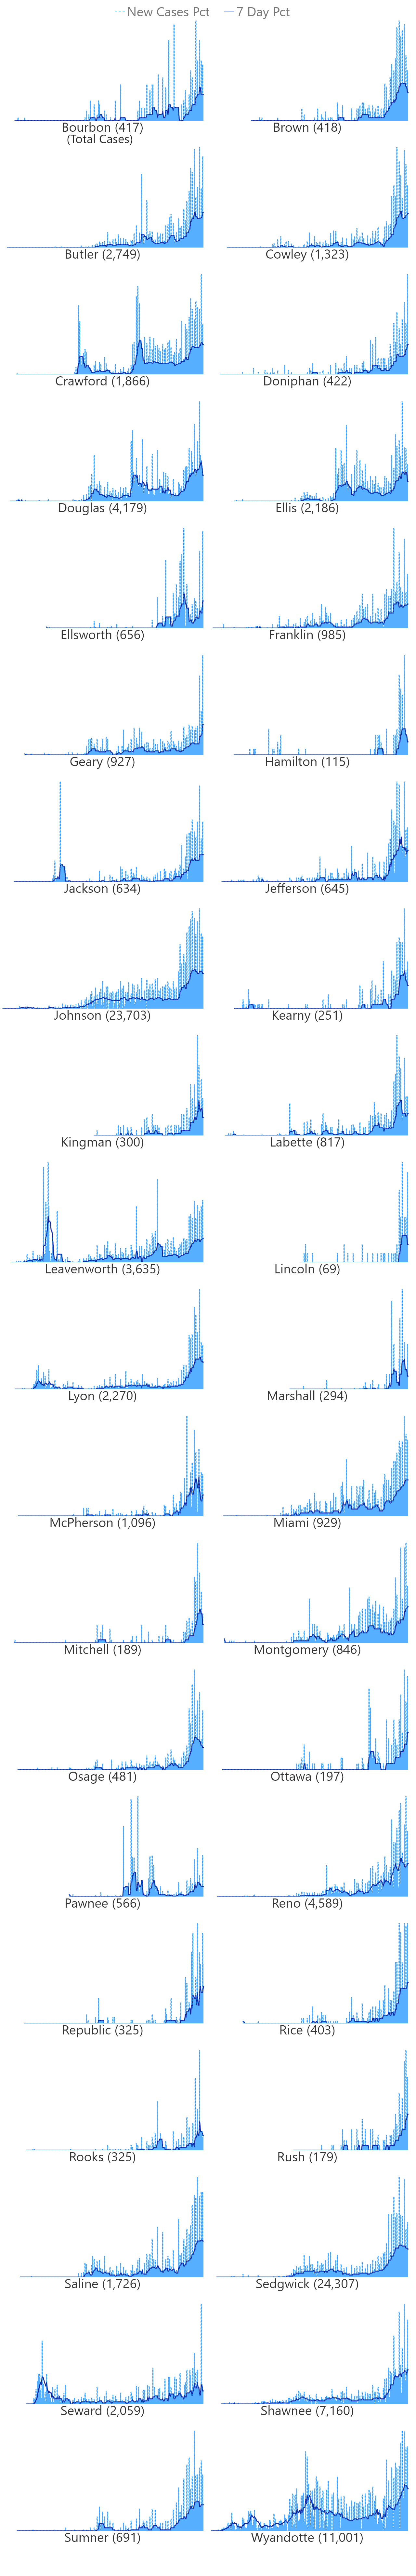 New Cases Pct 7 Day Pct
Bourbon (417) Brown (418)
(Total Cases)
Butler (2,749) Cowley (1,323)
Crawford (1,866) Doniphan (422)
Douglas (4,179) Ellis (2,186)
Ellsworth (656) Franklin (985)
Geary (927) Hamilton (115)
Jackson (634) Jefferson (645)
Johnson (23,703) Kearny (251)
Kingman (300) Labette (817)
Leavenworth (3,635) Lincoln (69)
Lyon (2,270) Marshall (294)
McPherson (1,096) Miami (929)
Mitchell (189) Montgomery (846)
Osage (481) Ottawa (197)
Pawnee (566) Reno (4,589)
Republic (325) Rice (403)
Rooks (325) Rush (179)
Saline (1,726) Sedgwick (24,307)
Seward (2,059) Shawnee (7,160)
Sumner (691) Wyandotte (11,001)